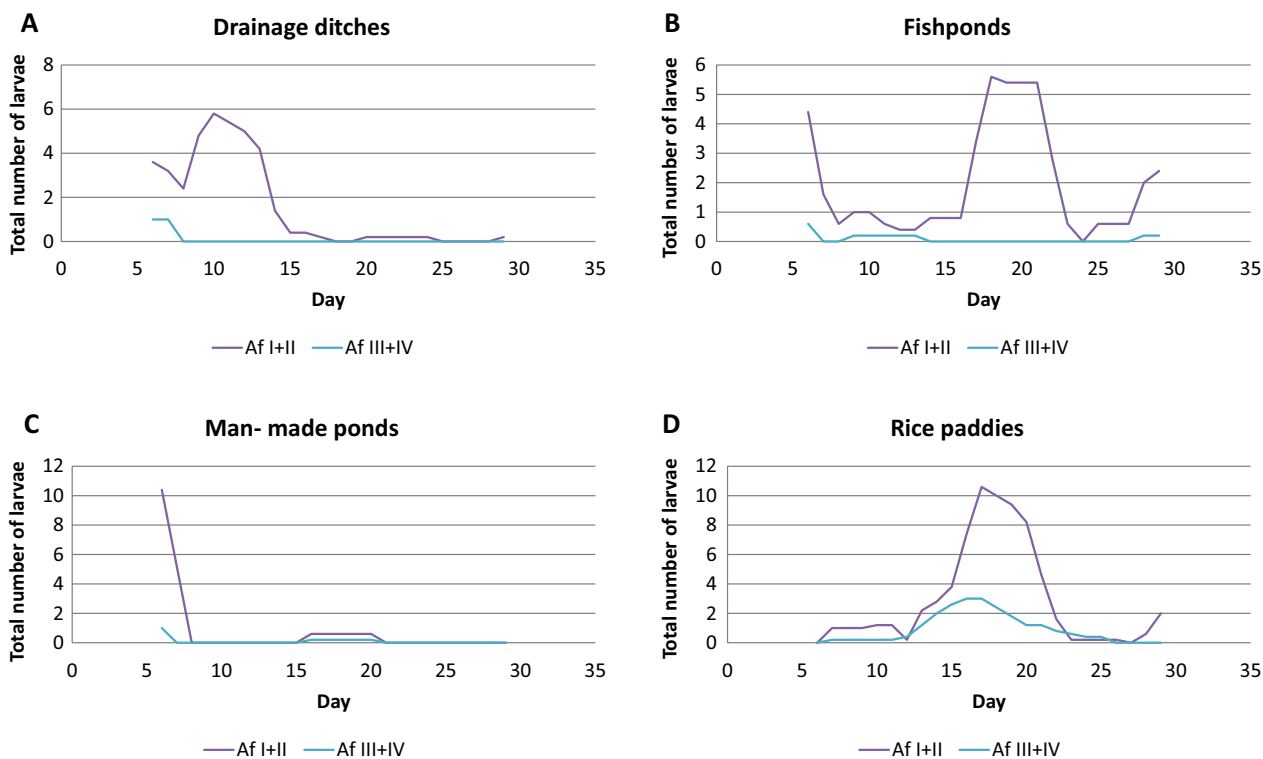 A
Drainage ditches
Total number of larvae
8
6
4
2
0
0 5 10 15 20 25 30 35
Day
Af I+II Af III+IV
B
Fishponds
Total number of larvae
6
5
4
3
2
1
0
0 5 10 15 20 25 30 35
Day
Af I+II Af III+IV
C
Man- made ponds
Total number of larvae
12
10
8
6
4
2
0
0 5 10 15 20 25 30 35
Day
Af I+II Af III+IV
D
Rice paddies
Total number of larvae
12
10
8
6
4
2
0
0 5 10 15 20 25 30 35
Day
Af I+II Af III+IV